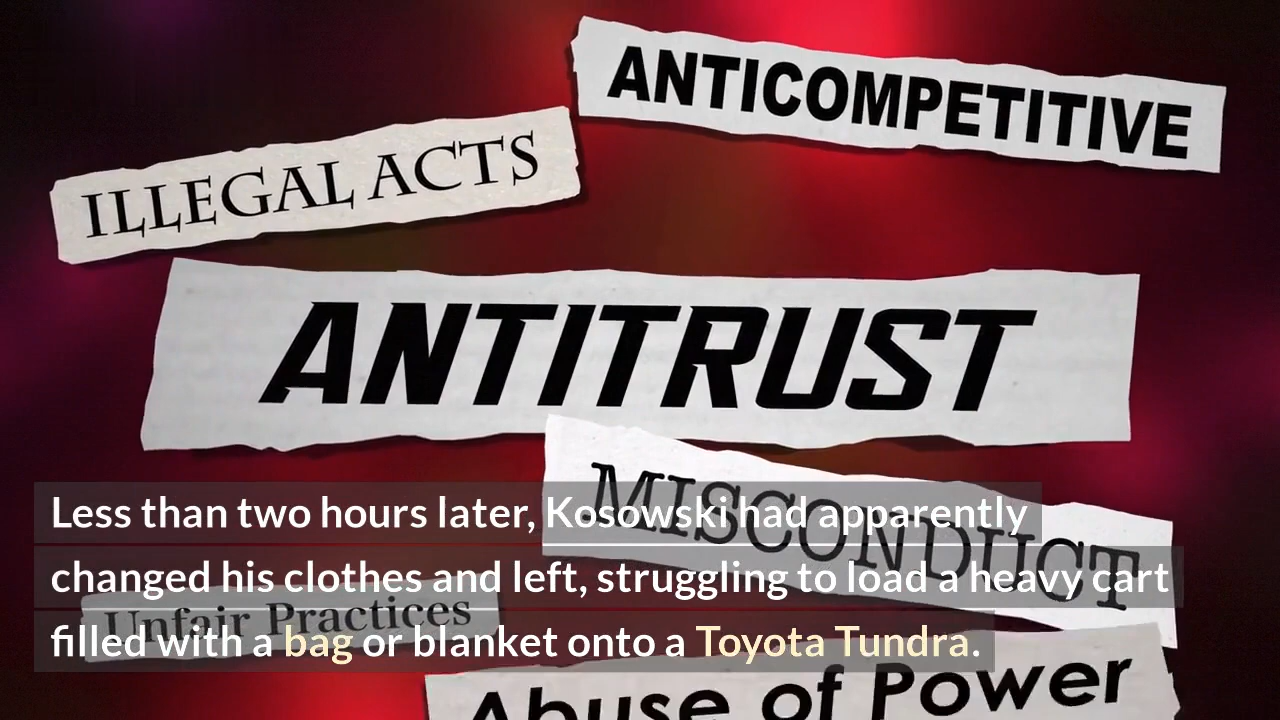 ANTICOMPETITIVE
ILLEGAL ACTS
ANTITRUST
MISCONDUCT
Less than two hours later, Kosowski had apparently
changed his clothes and left, struggling to load a heavy cart
Unfair Practices
filled with a bag or blanket onto a Toyota Tundra.
Abuse of Power